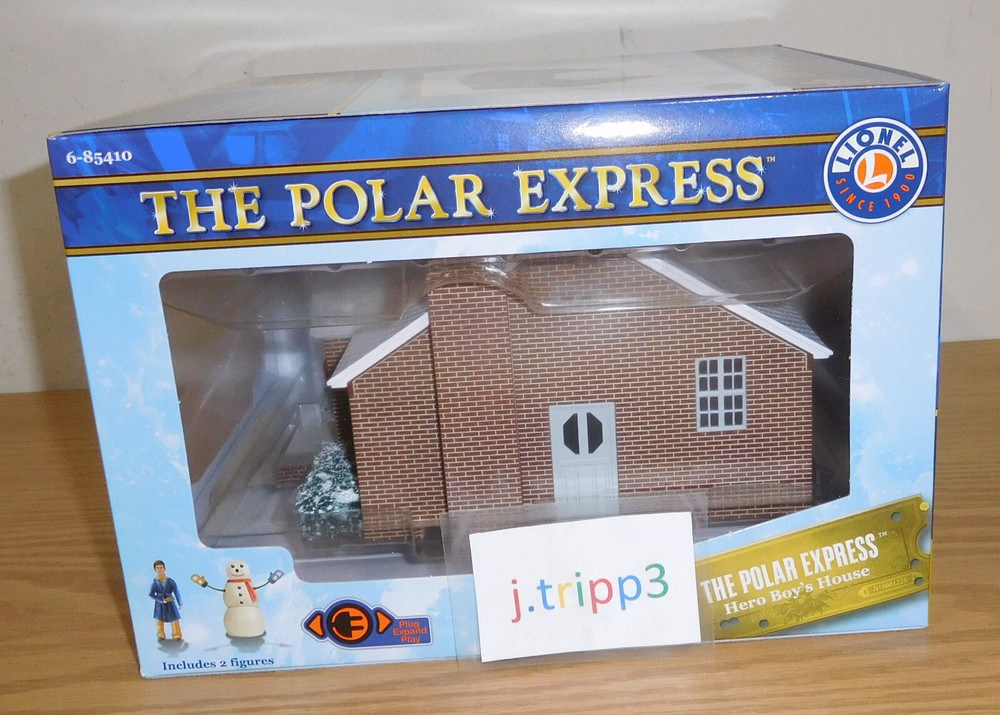 6-85410
THE POLAR EXPRESS™
LIONEL
L
SINCE 1900
THE POLAR EXPRESS™
Hero Boy's House
j.tripp3
Plug
Expand
Play
Includes 2 figures